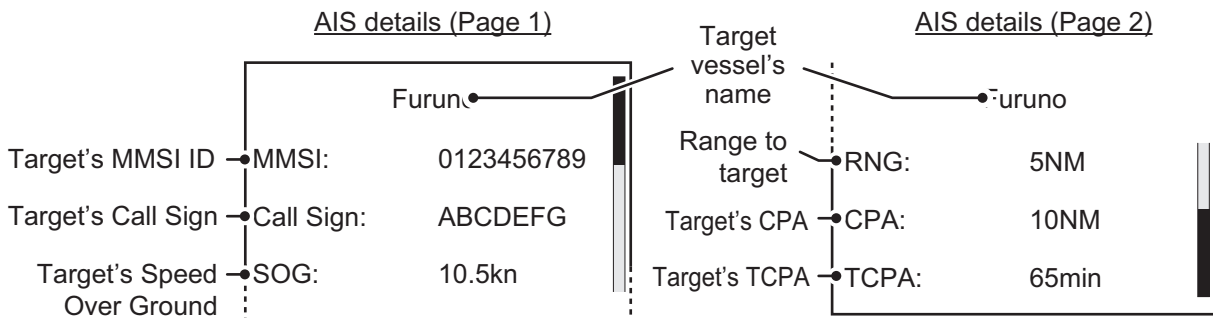 AIS details (Page 1)
Target
vessel's
name
AIS details (Page 2)
Furuno
Target's MMSI ID
MMSI: 0123456789
Target's Call Sign
Call Sign: ABCDEFG
Target's Speed
Over Ground
SOG: 10.5kn
Furuno
Range to
target
RNG: 5NM
Target's CPA
CPA: 10NM
Target's TCPA
TCPA: 65min